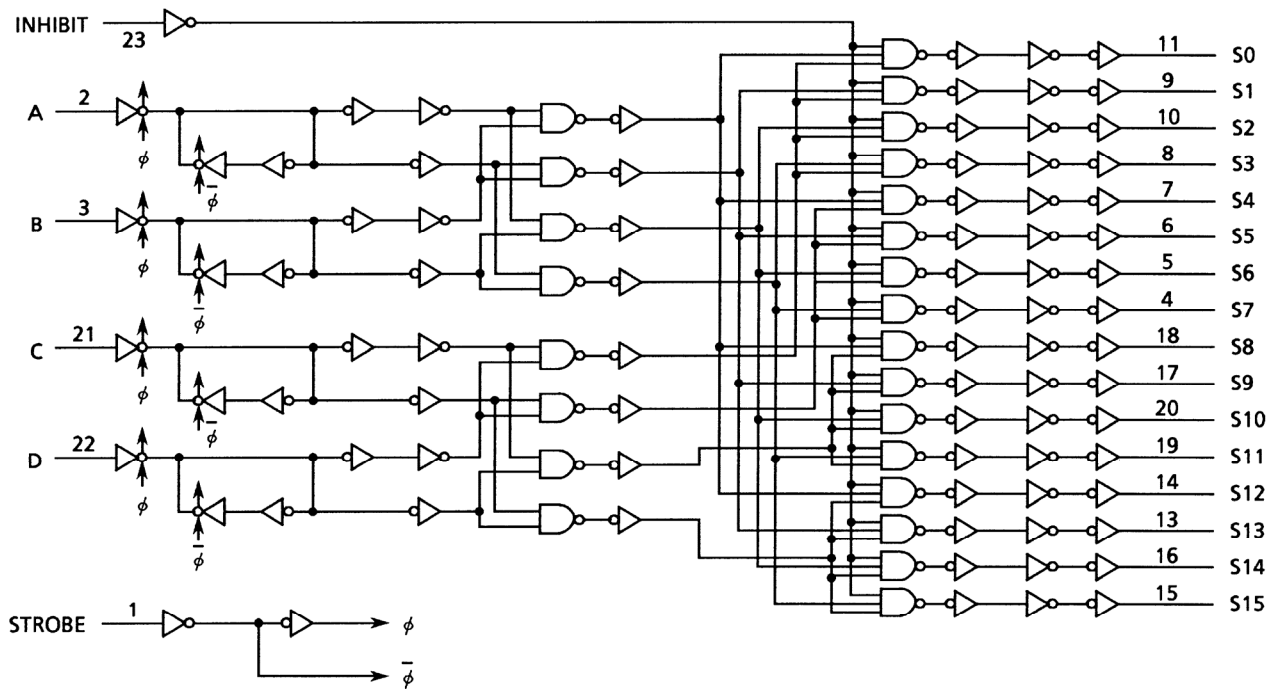 INHIBIT 23
11 S0
9 S1
A 2
10 S2
ϕ
8 S3
ϕ̅
7 S4
B 3
6 S5
ϕ
5 S6
ϕ̅
4 S7
C 21
18 S8
ϕ
17 S9
ϕ̅
20 S10
D 22
19 S11
ϕ
14 S12
ϕ̅
13 S13
16 S14
15 S15
STROBE 1
ϕ
ϕ̅